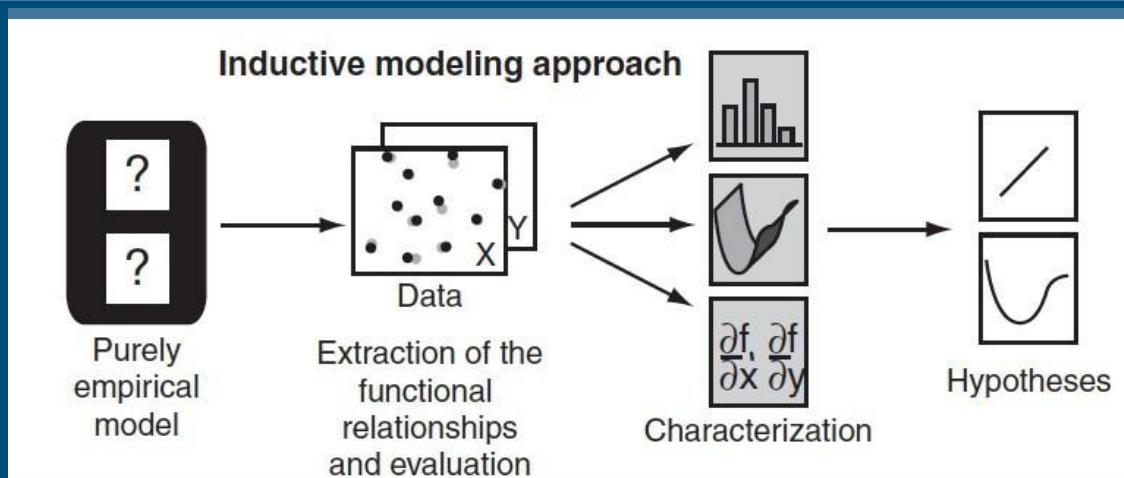 Inductive modeling approach
?
?
Y
X
Data
Purely
empirical
model
Extraction of the
functional
relationships
and evaluation
∂f, ∂f
∂x ∂y
Characterization
Hypotheses